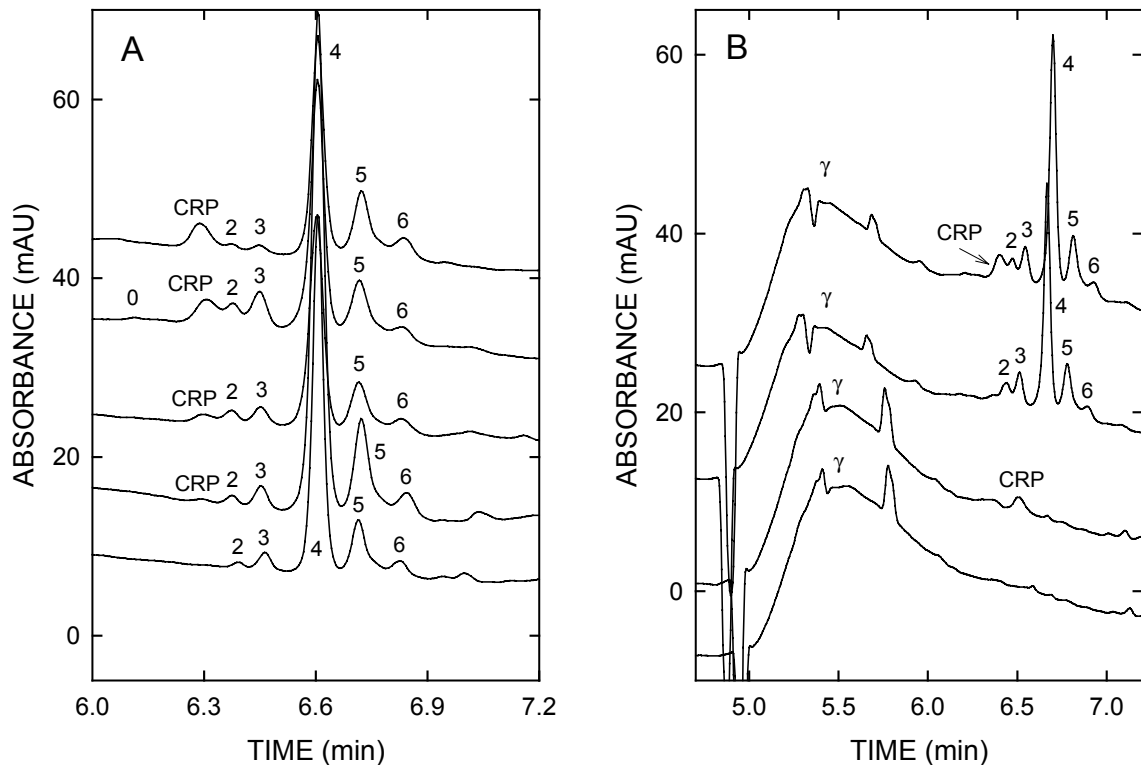 A
ABSORBANCE (mAU)
60
40
20
0
4
CRP 2 3 5 6
0 CRP 2 3 5 6
CRP 2 3 5 6
CRP 2 3 5 6
2 3 4 5 6
6.0 6.3 6.6 6.9 7.2
TIME (min)
B
ABSORBANCE (mAU)
60
40
20
0
γ CRP 2 3 4 5 6
γ 2 3 4 5 6
γ CRP
γ
5.0 5.5 6.0 6.5 7.0
TIME (min)